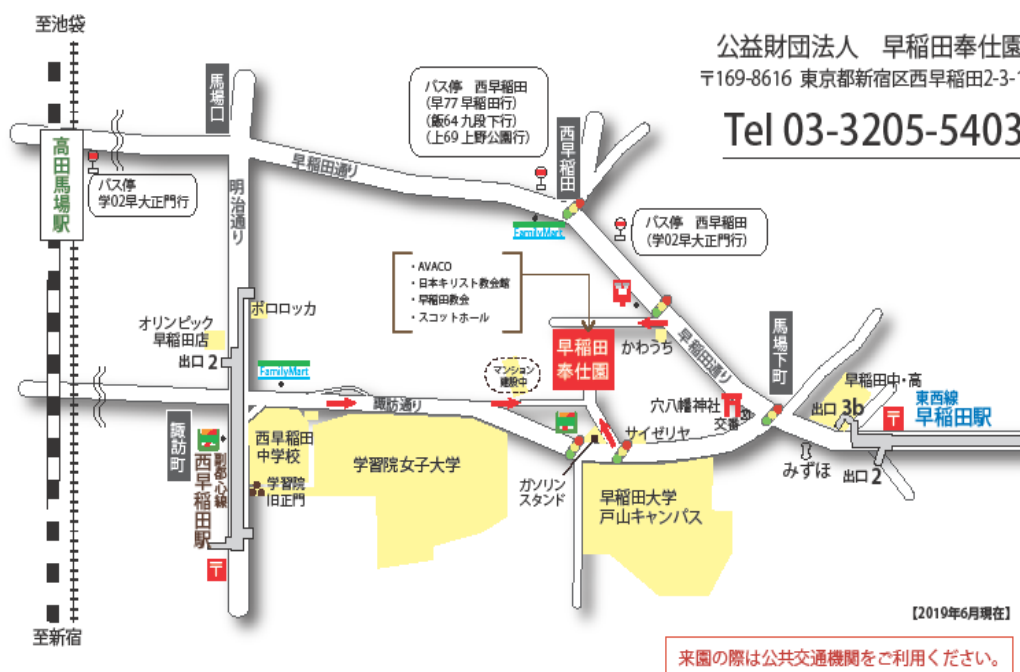 至池袋
公益財団法人　早稲田奉仕園
〒169-8616 東京都新宿区西早稲田2-3-1
Tel 03-3205-5403
馬場口
バス停　西早稲田
(早77 早稲田行)
(飯64 九段下行)
(上69 上野公園行)
西早稲田
高田馬場駅
早稲田通り
バス停
学02早大正門行
明治通り
FamilyMart
バス停　西早稲田
(学02早大正門行)
・AVACO
・日本キリスト教会館
・早稲田教会
・スコットホール
ポロロッカ
オリンピック
早稲田店
出口 2
早稲田
奉仕園
かわうち
早稲田通り
馬場下町
FamilyMart
マンション
建設中
諏訪通り
穴八幡神社
交番
早稲田中・高
出口 3b
〒
東西線
早稲田駅
諏訪町
西早稲田
中学校
学習院女子大学
サイゼリヤ
みずほ
出口 2
副都心線
西早稲田駅
学習院
旧正門
ガソリン
スタンド
早稲田大学
戸山キャンパス
〒
【2019年6月現在】
至新宿
来園の際は公共交通機関をご利用ください。